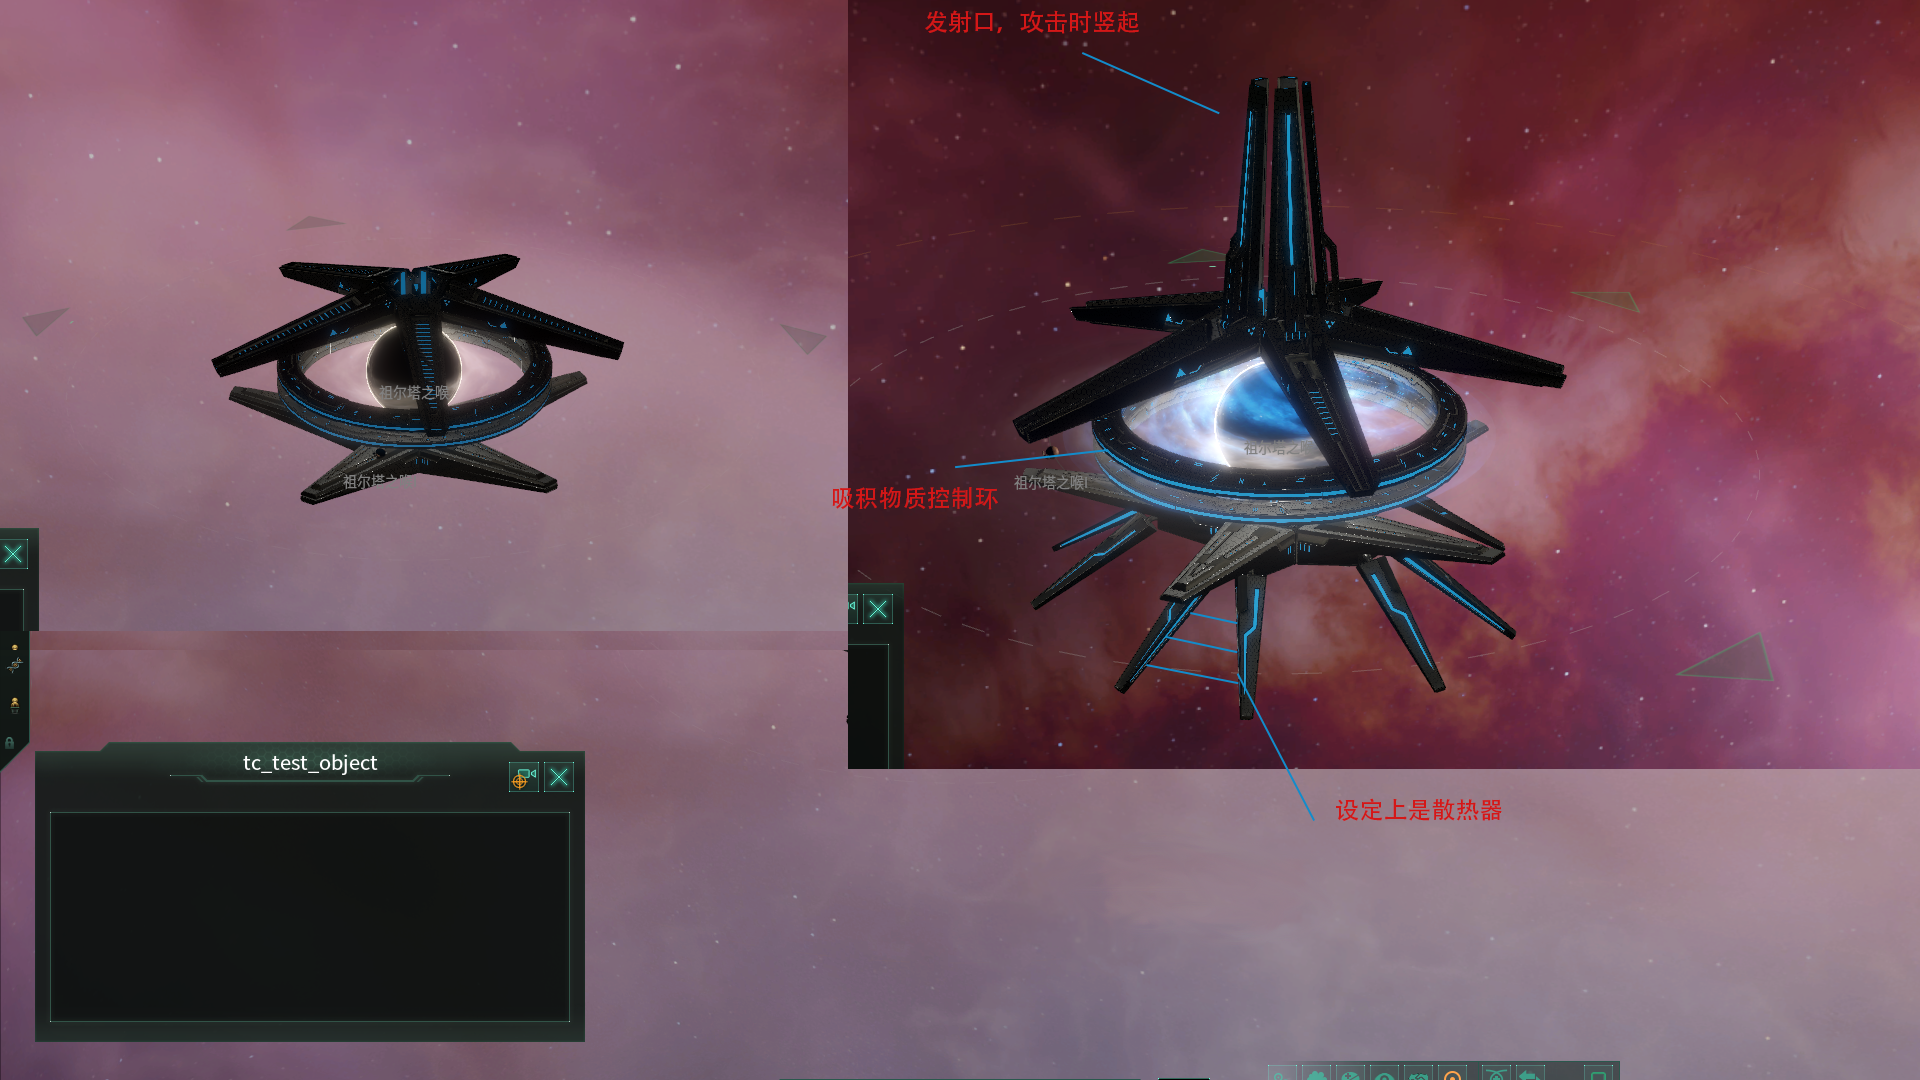 发射口，攻击时竖起
祖尔塔之喉
祖尔塔之
祖尔塔之
祖尔塔之喉
吸积物质控制环
tc_test_object
设定上是散热器